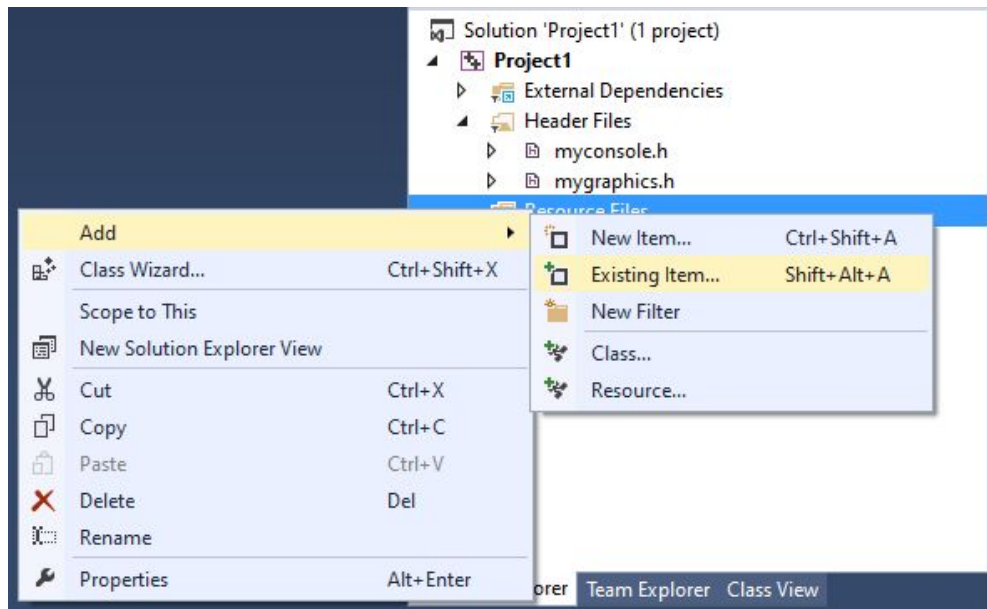 Solution 'Project1' (1 project)
Project1
External Dependencies
Header Files
myconsole.h
mygraphics.h
Resource Files
Add
Class Wizard... Ctrl+Shift+X
Scope to This
New Solution Explorer View
Cut Ctrl+X
Copy Ctrl+C
Paste Ctrl+V
Delete Del
Rename
Properties Alt+Enter
New Item... Ctrl+Shift+A
Existing Item... Shift+Alt+A
New Filter
Class...
Resource...
orer Team Explorer Class View